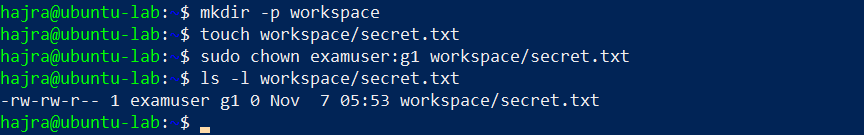 hajra@ubuntu-lab:~$ mkdir -p workspace
hajra@ubuntu-lab:~$ touch workspace/secret.txt
hajra@ubuntu-lab:~$ sudo chown examuser:g1 workspace/secret.txt
hajra@ubuntu-lab:~$ ls -l workspace/secret.txt
-rw-rw-r-- 1 examuser g1 0 Nov  7 05:53 workspace/secret.txt
hajra@ubuntu-lab:~$